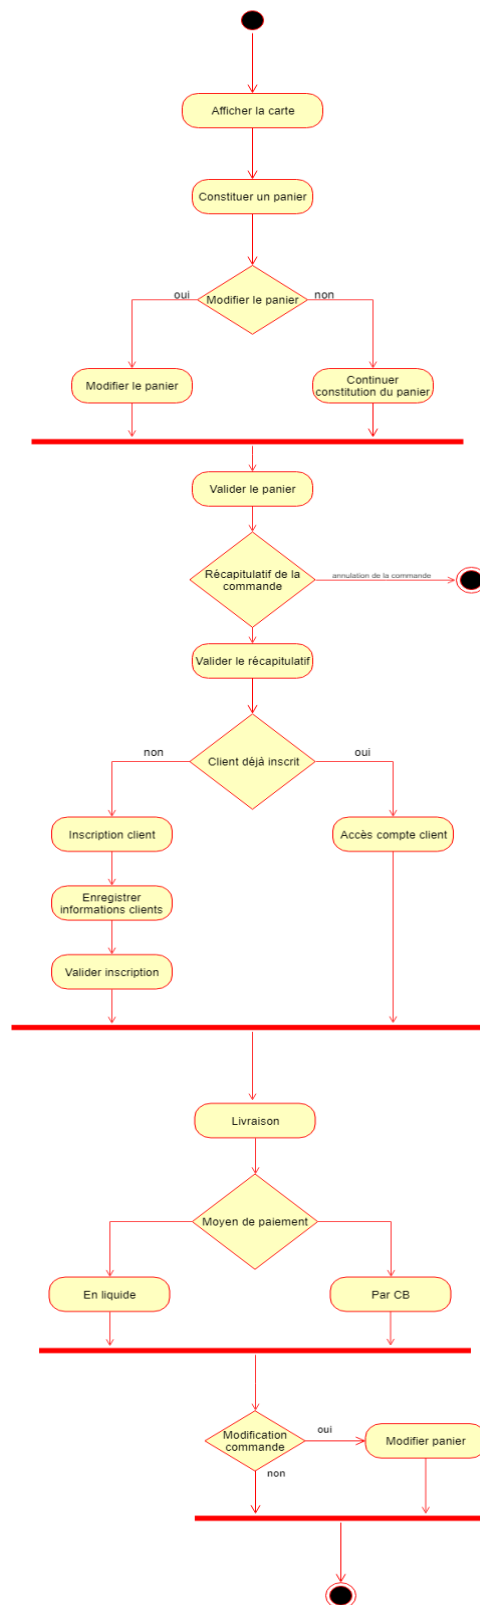 Afficher la carte
Constituer un panier
Modifier le panier
oui
non
Modifier le panier
Continuer
constitution du panier
Valider le panier
Récapitulatif de la
commande
annulation de la commande
Valider le récapitulatif
Client déjà inscrit
non
oui
Inscription client
Accès compte client
Enregistrer
informations clients
Valider inscription
Livraison
Moyen de paiement
En liquide
Par CB
Modification
commande
oui
Modifier panier
non